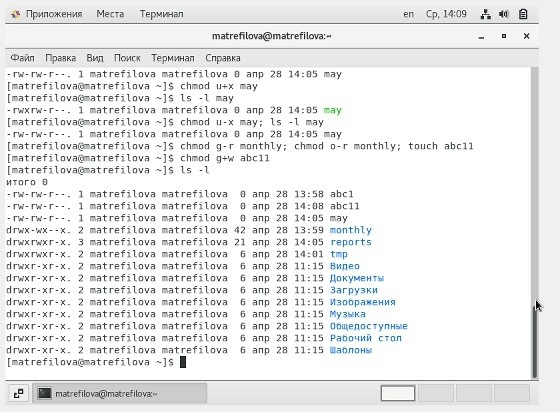 Приложения Места Терминал en Ср, 14:09
matrefilova@matrefilova:~
Файл Правка Вид Поиск Терминал Справка
-rw-rw-r--. 1 matrefilova matrefilova 0 апр 28 14:05 may
[matrefilova@matrefilova ~]$ chmod u+x may
[matrefilova@matrefilova ~]$ ls -l may
-rwxrw-r--. 1 matrefilova matrefilova 0 апр 28 14:05 may
[matrefilova@matrefilova ~]$ chmod u-x may; ls -l may
-rw-rw-r--. 1 matrefilova matrefilova 0 апр 28 14:05 may
[matrefilova@matrefilova ~]$ chmod g-r monthly; chmod o-r monthly; touch abc11
[matrefilova@matrefilova ~]$ chmod g+w abc11
[matrefilova@matrefilova ~]$ ls -l
итого 0
-rw-rw-r--. 1 matrefilova matrefilova 0 апр 28 13:58 abc1
-rw-rw-r--. 1 matrefilova matrefilova 0 апр 28 14:08 abc11
-rw-rw-r--. 1 matrefilova matrefilova 0 апр 28 14:05 may
drwx-wx--x. 2 matrefilova matrefilova 42 апр 28 13:59 monthly
drwxrwxr-x. 3 matrefilova matrefilova 21 апр 28 14:05 reports
drwxrwxr-x. 2 matrefilova matrefilova 6 апр 28 14:01 tmp
drwxr-xr-x. 2 matrefilova matrefilova 6 апр 28 11:15 Видео
drwxr-xr-x. 2 matrefilova matrefilova 6 апр 28 11:15 Документы
drwxr-xr-x. 2 matrefilova matrefilova 6 апр 28 11:15 Загрузки
drwxr-xr-x. 2 matrefilova matrefilova 6 апр 28 11:15 Изображения
drwxr-xr-x. 2 matrefilova matrefilova 6 апр 28 11:15 Музыка
drwxr-xr-x. 2 matrefilova matrefilova 6 апр 28 11:15 Общедоступные
drwxr-xr-x. 2 matrefilova matrefilova 6 апр 28 11:15 Рабочий стол
drwxr-xr-x. 2 matrefilova matrefilova 6 апр 28 11:15 Шаблоны
[matrefilova@matrefilova ~]$
matrefilova@matrefilova:~